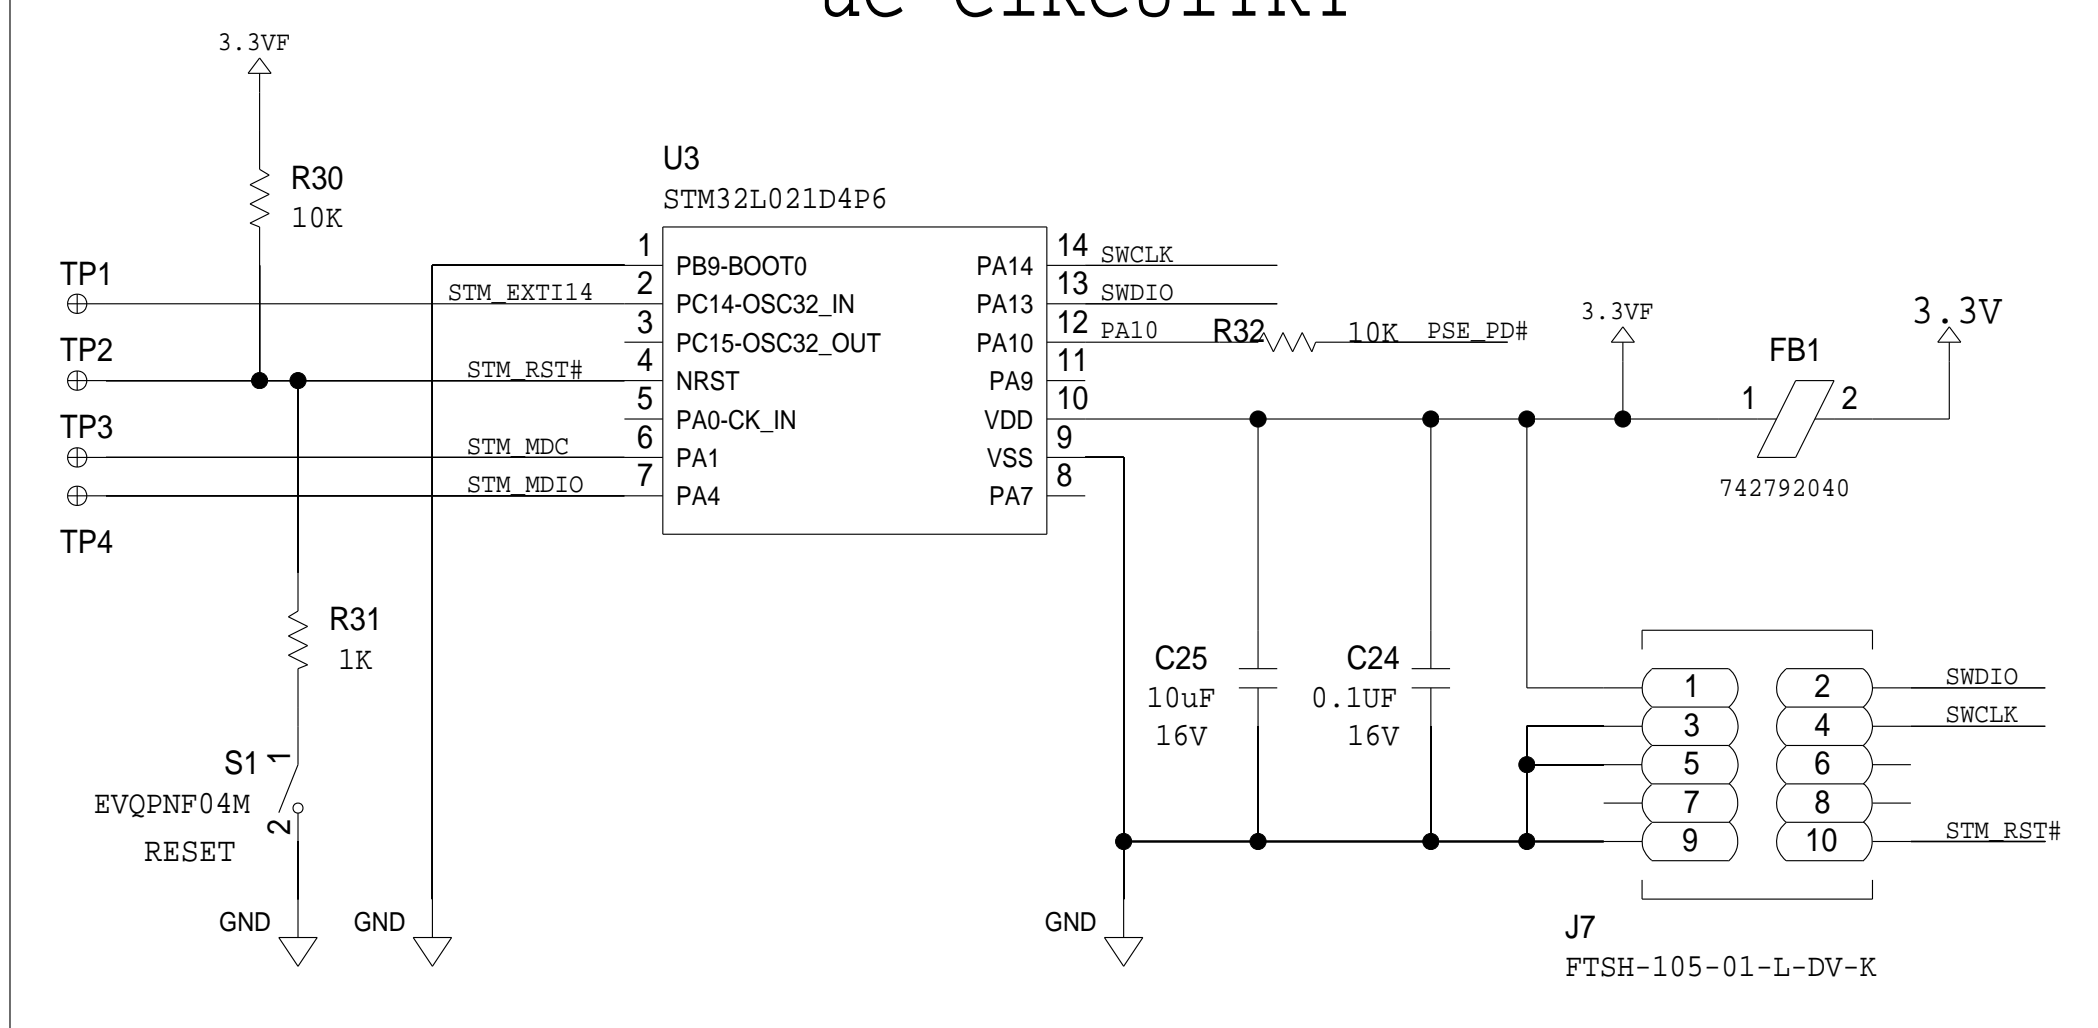 uC CIRCUITRY
3.3VF
R30
10K
TP1
TP2
TP3
TP4
STM_EXTI14
STM_RST#
STM_MDC
STM_MDIO
R31
1K
S1
1
2
EVQPNF04M
RESET
GND
GND
U3
STM32L021D4P6
1 PB9-BOOT0
2 PC14-OSC32_IN
3 PC15-OSC32_OUT
4 NRST
5 PA0-CK_IN
6 PA1
7 PA4
PA14 14 SWCLK
PA13 13 SWDIO
PA10 12 PA10 R32 10K PSE_PD#
PA9 11
VDD 10
VSS 9
PA7 8
3.3VF
3.3V
FB1
1 2
742792040
C25
10uF
16V
C24
0.1UF
16V
GND
1 2 SWDIO
3 4 SWCLK
5 6
7 8
9 10 STM_RST#
J7
FTSH-105-01-L-DV-K